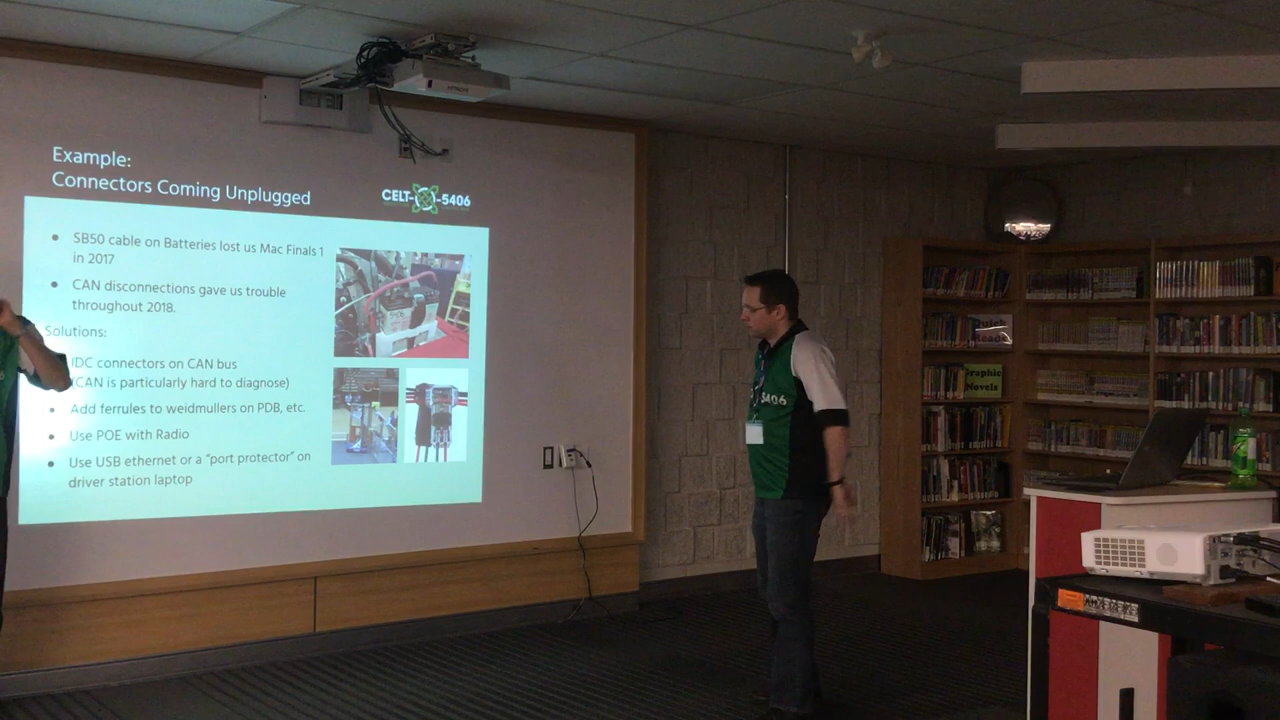 HITACHI
Example:
Connectors Coming Unplugged
CELT-X-5406
SB50 cable on Batteries lost us Mac Finals 1
in 2017
CAN disconnections gave us trouble
throughout 2018.
Solutions:
IDC connectors on CAN bus
(CAN is particularly hard to diagnose)
Add ferrules to weidmullers on PDB, etc.
Use POE with Radio
Use USB ethernet or a “port protector” on
driver station laptop
5406
Quick
Reads
Graphic
Novels